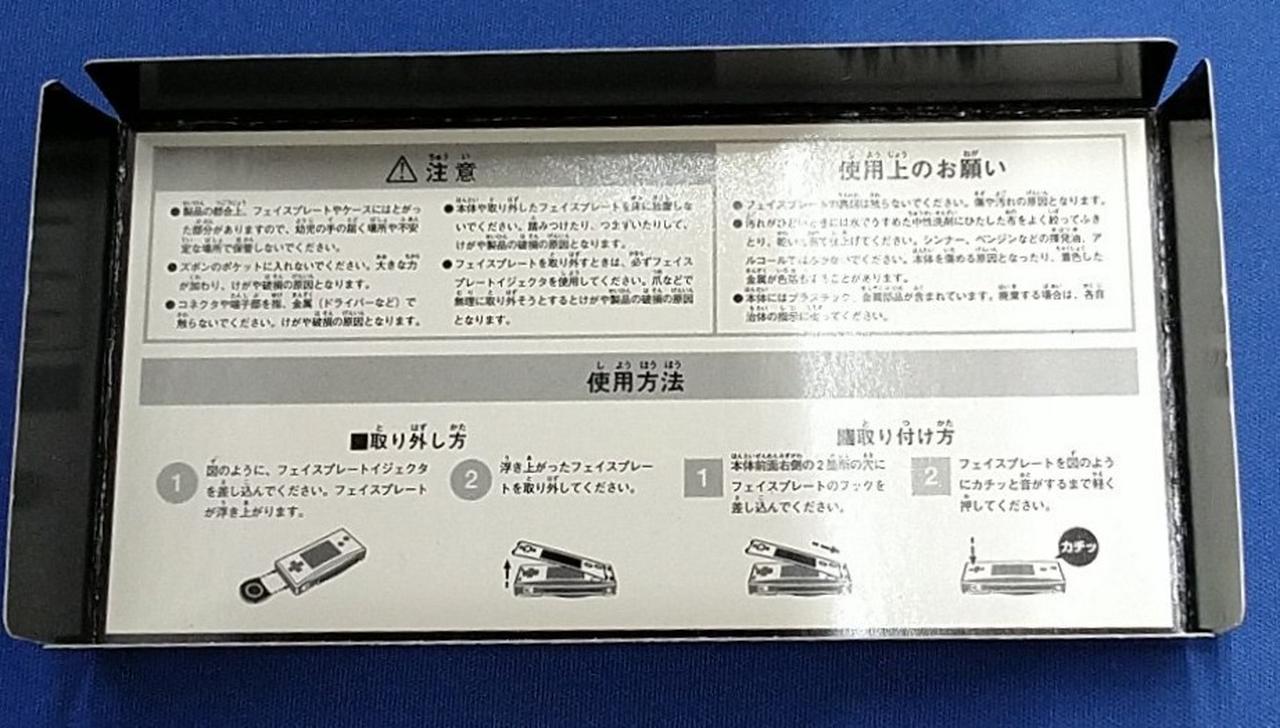 注意
●製品の都合上、フェイスプレートやケースにはとがっ
た部分がありますので、幼児の手の届く場所や不安
定な場所で保管しないでください。
●ズボンのポケットに入れないでください。大きな力
が加わり、けがや破損の原因となります。
●コネクタや端子部を指、金属（ドライバーなど）で
触らないでください。けがや破損の原因となります。
●本体や取り外したフェイスプレートを床に放置しな
いでください。踏みつけたり、つまずいたりして、
けがや製品の破損の原因となります。
●フェイスプレートを取り外すときは、必ずフェイス
プレートイジェクタを使用してください。爪などで
無理に取り外そうとするとけがや製品の破損の原因
となります。
使用上のお願い
●フェイスプレートの裏側は触らないでください。傷や汚れの原因となります。
●汚れがひどいときには水でうすめた中性洗剤にひたした布をよく絞ってふき
とり、乾いた布で仕上げてください。シンナー、ベンジンなどの揮発油、ア
ルコールではふかないでください。本体を傷める原因となったり、着色した
金属が色落ちすることがあります。
●本体にはプラスチック、金属部品が含まれています。廃棄する場合は、各自
治体の指示に従ってください。
使用方法
■取り外し方
1 図のように、フェイスプレートイジェクタ
を差し込んでください。フェイスプレート
が浮き上がります。
2 浮き上がったフェイスプレー
トを取り外してください。
■取り付け方
1 本体前面右側の2箇所の穴に
フェイスプレートのフックを
差し込んでください。
2 フェイスプレートを図のよう
にカチッと音がするまで軽く
押してください。
カチッ